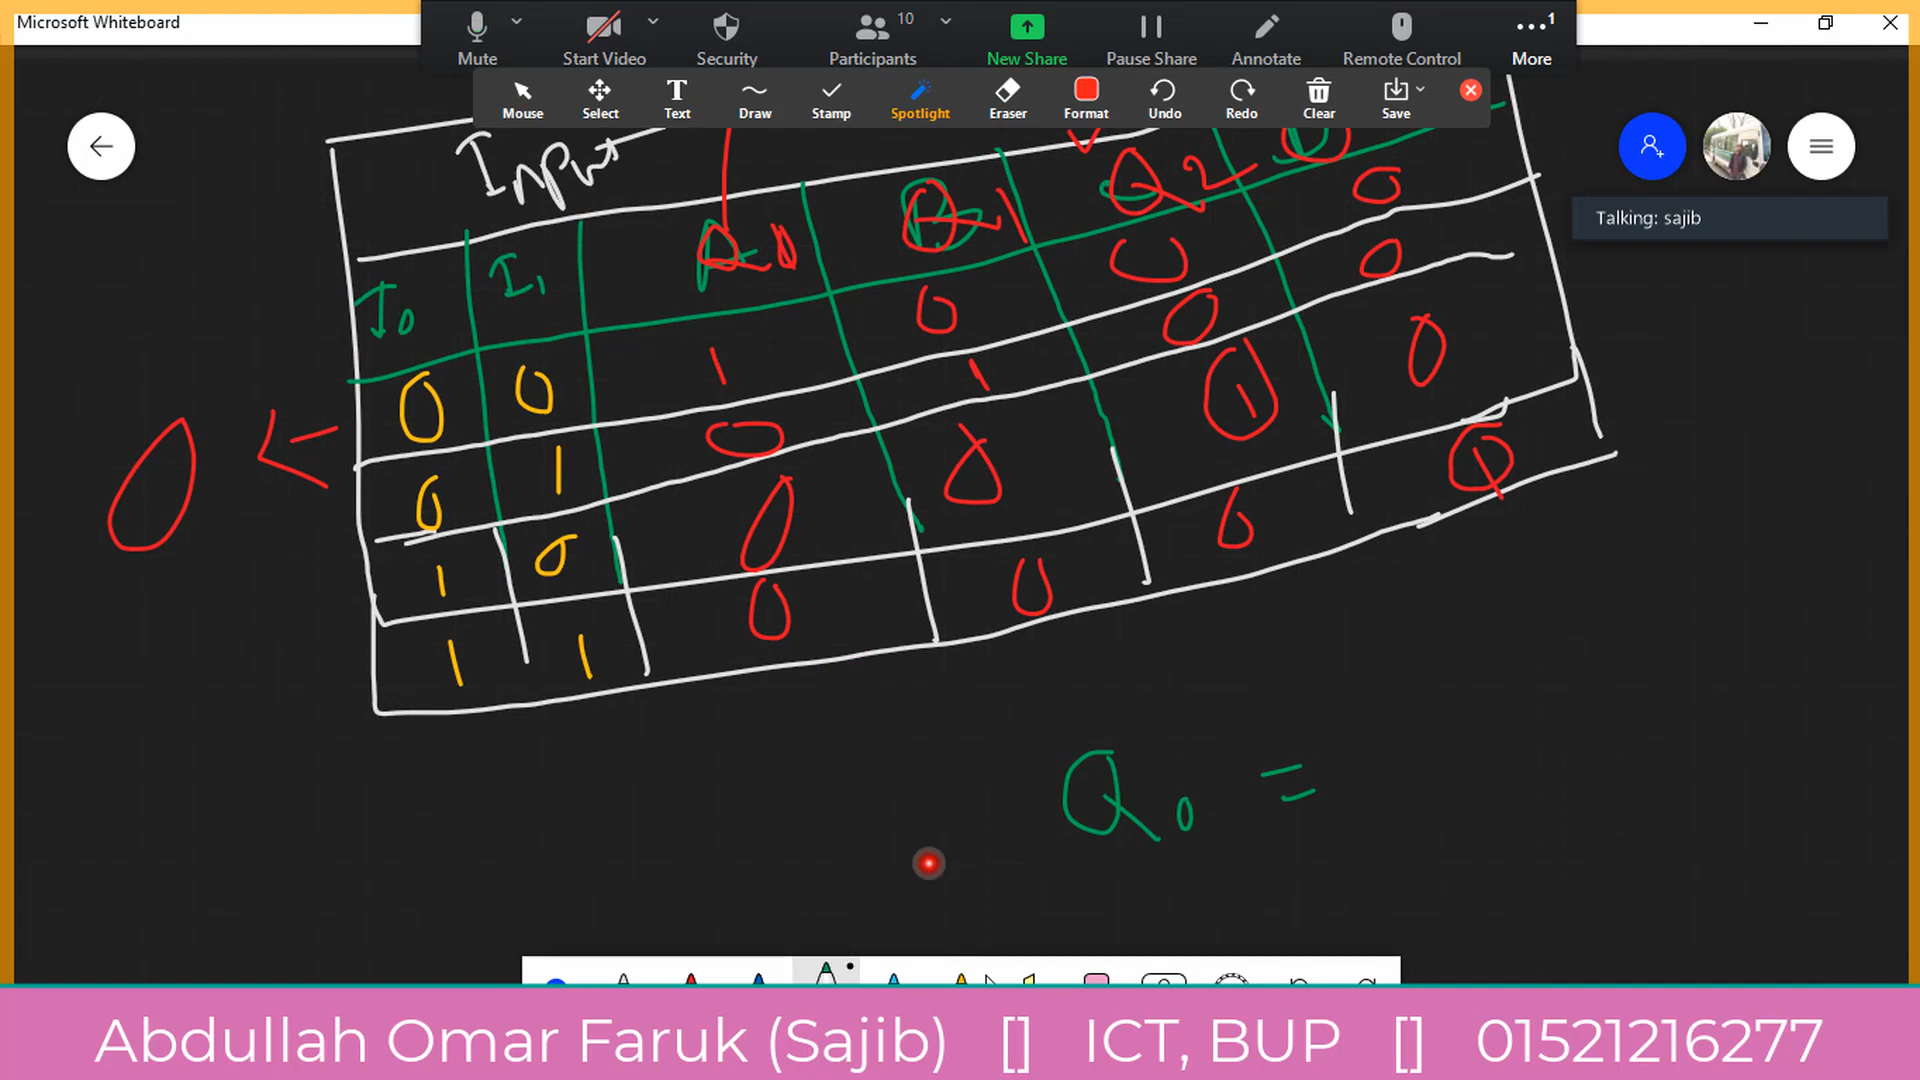 Microsoft Whiteboard
Mute
Start Video
Security
10
Participants
New Share
Pause Share
Annotate
Remote Control
1
More
Mouse
Select
Text
Draw
Stamp
Spotlight
Eraser
Format
Undo
Redo
Clear
Save
Talking: sajib
Input
I0 I1 Q0 Q1 Q2
0 0 1 0 0 0
0 1 0 1 0 0
1 0 0 0 1 0
1 1 0 0 0 1
0 <
Q0 =
Abdullah Omar Faruk (Sajib) [] ICT, BUP [] 01521216277